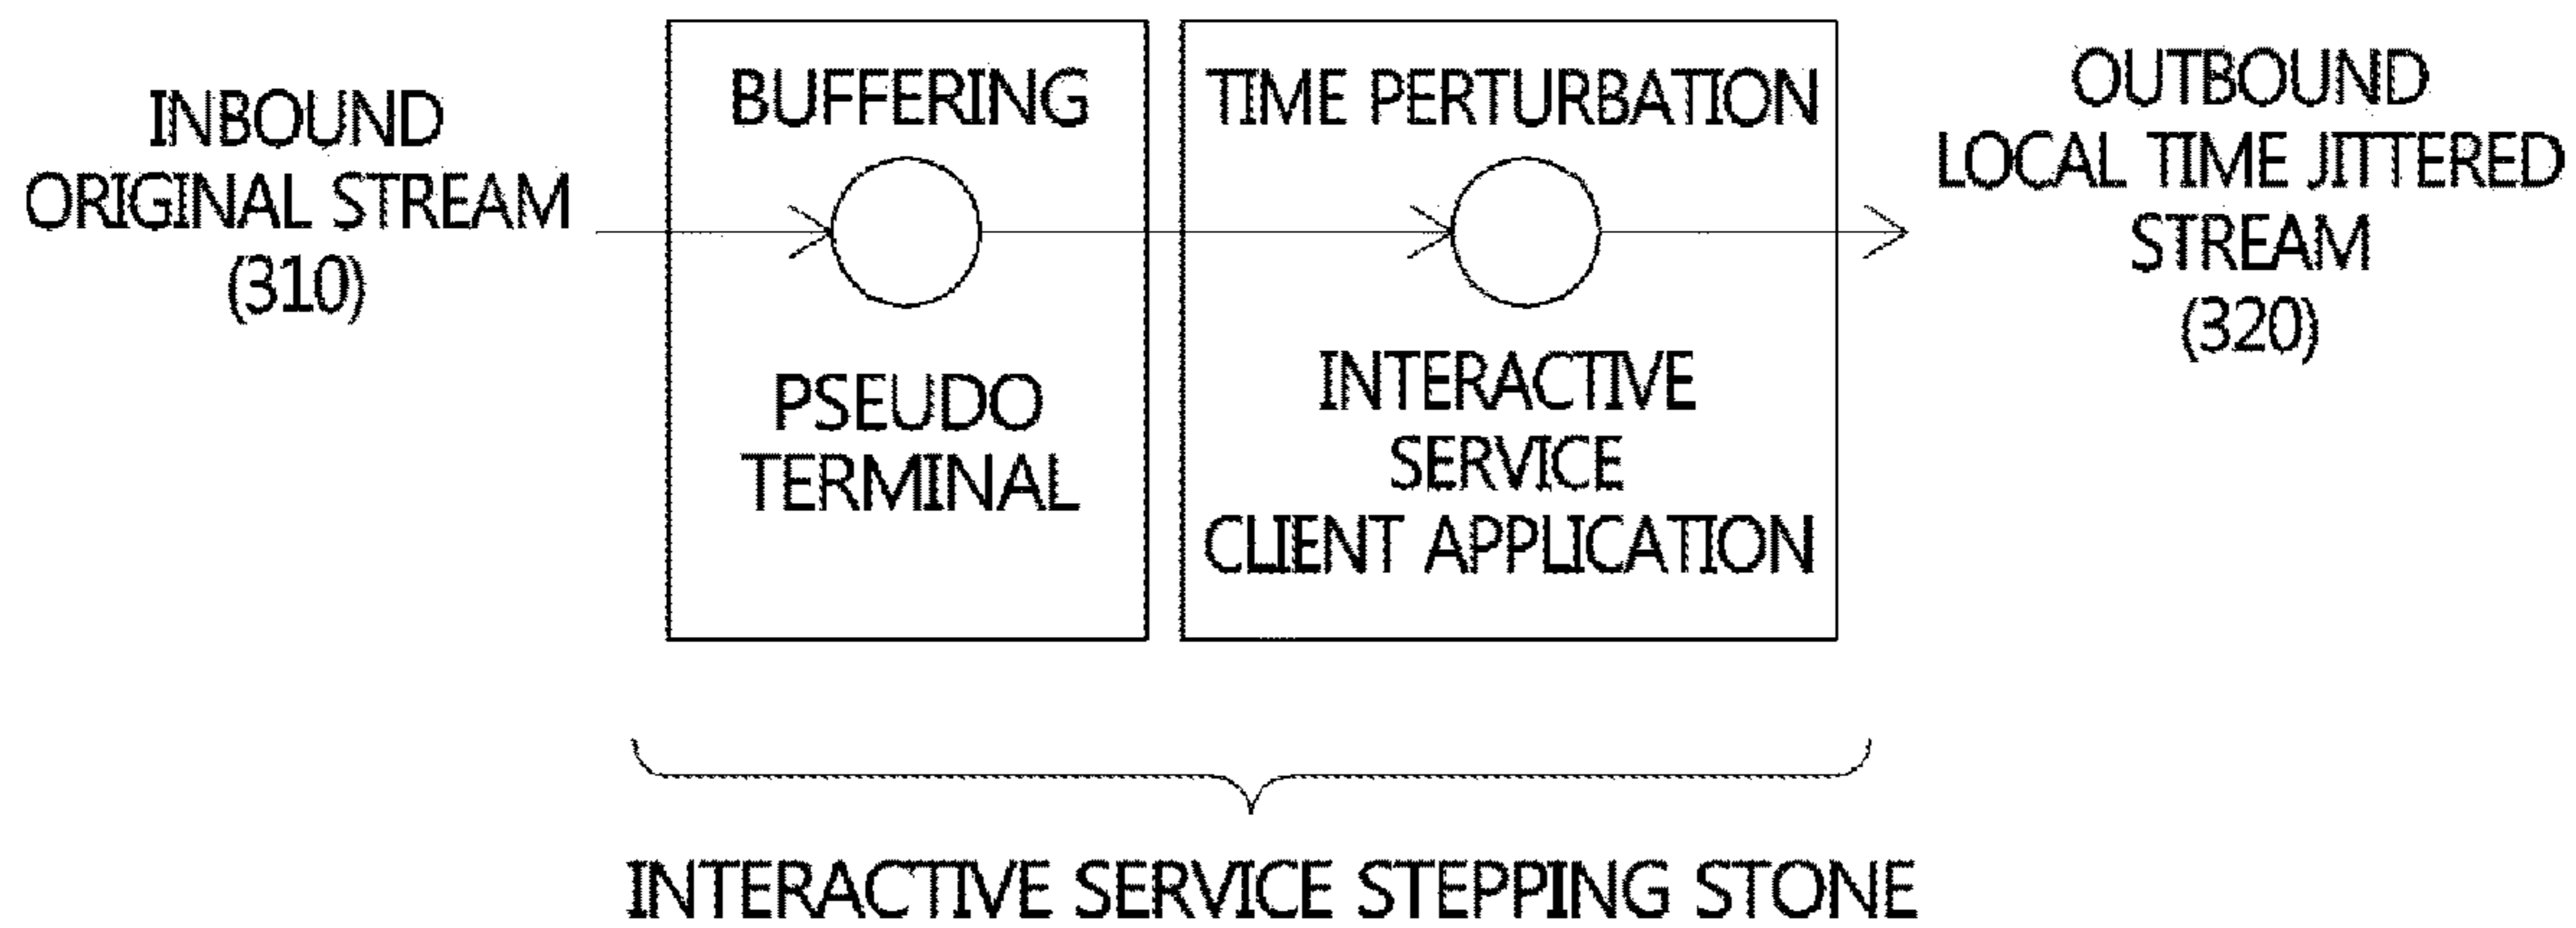 INBOUND
ORIGINAL STREAM
(310)
BUFFERING
PSEUDO
TERMINAL
TIME PERTURBATION
INTERACTIVE
SERVICE
CLIENT APPLICATION
OUTBOUND
LOCAL TIME JITTERED
STREAM
(320)
INTERACTIVE SERVICE STEPPING STONE